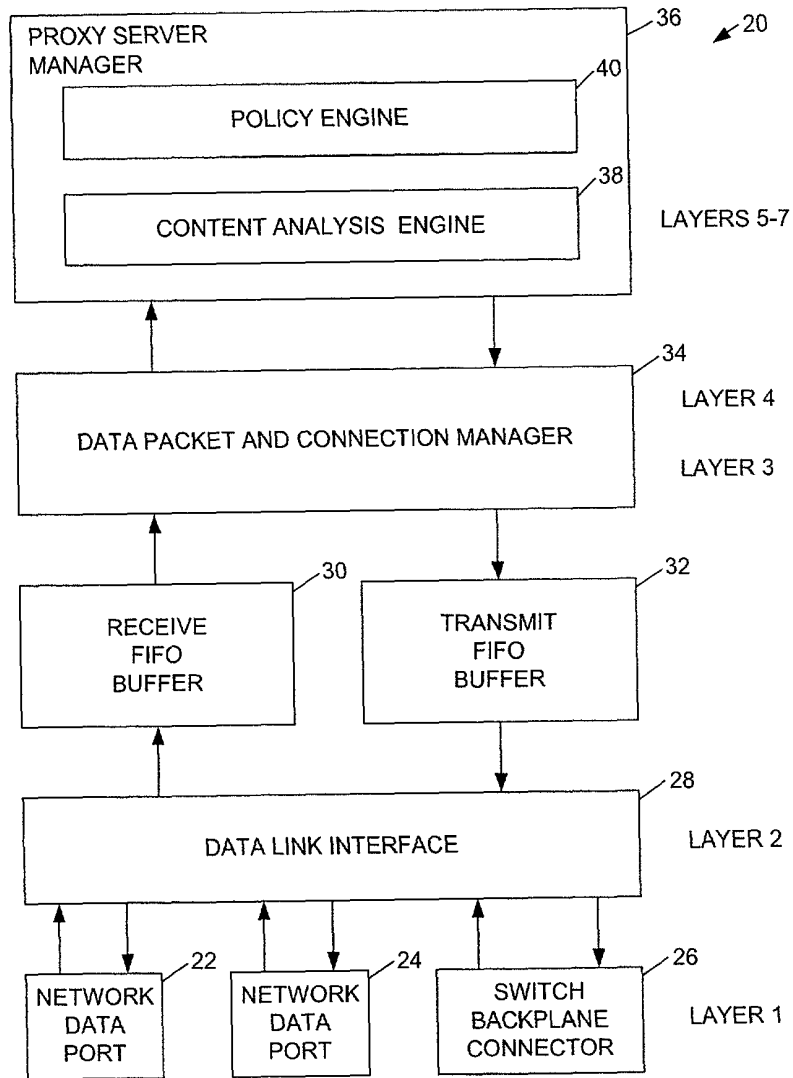 PROXY SERVER
MANAGER
36
20
40
POLICY ENGINE
38
CONTENT ANALYSIS ENGINE
LAYERS 5-7
34
LAYER 4
DATA PACKET AND CONNECTION MANAGER
LAYER 3
30
32
RECEIVE
FIFO
BUFFER
TRANSMIT
FIFO
BUFFER
28
DATA LINK INTERFACE
LAYER 2
22
24
26
NETWORK
DATA
PORT
NETWORK
DATA
PORT
SWITCH
BACKPLANE
CONNECTOR
LAYER 1